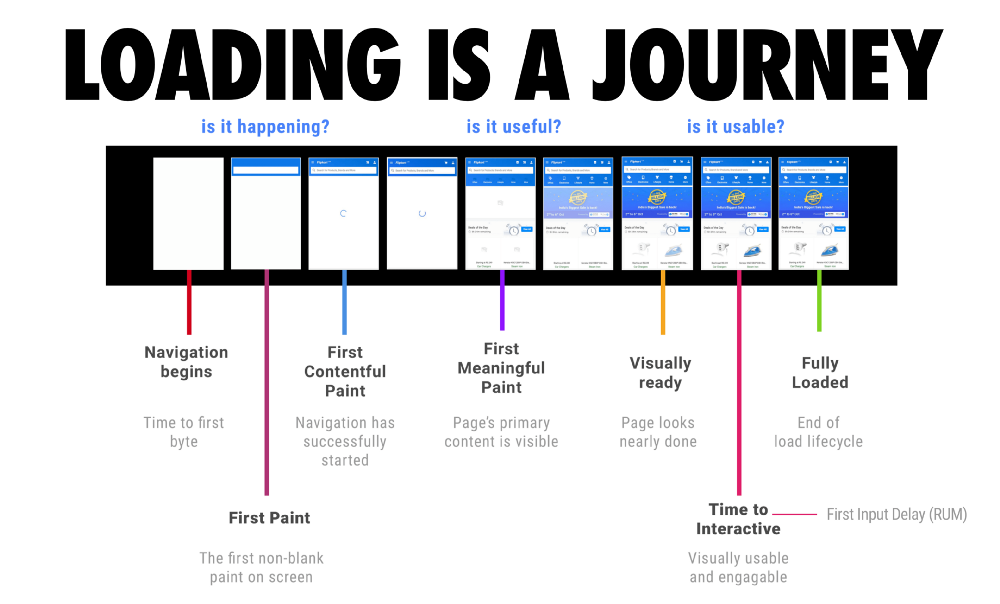 LOADING IS A JOURNEY
is it happening?
is it useful?
is it usable?
Navigation
begins
Time to first
byte
First Paint
The first non-blank
paint on screen
First
Contentful
Paint
Navigation has
successfully
started
First
Meaningful
Paint
Page's primary
content is visible
Visually
ready
Page looks
nearly done
Time to
Interactive
First Input Delay (RUM)
Visually usable
and engagable
Fully
Loaded
End of
load lifecycle